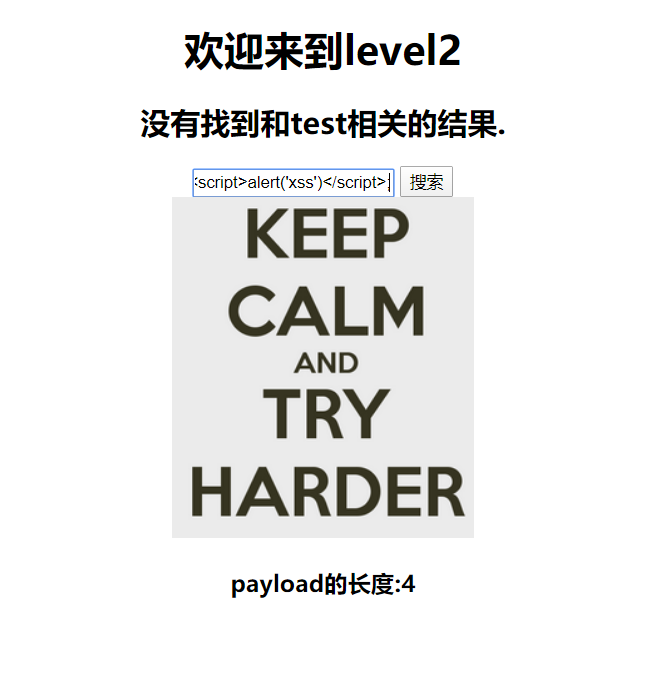 欢迎来到level2
没有找到和test相关的结果.
<script>alert('xss')</script>; 搜索
KEEP
CALM
AND
TRY
HARDER
payload的长度:4